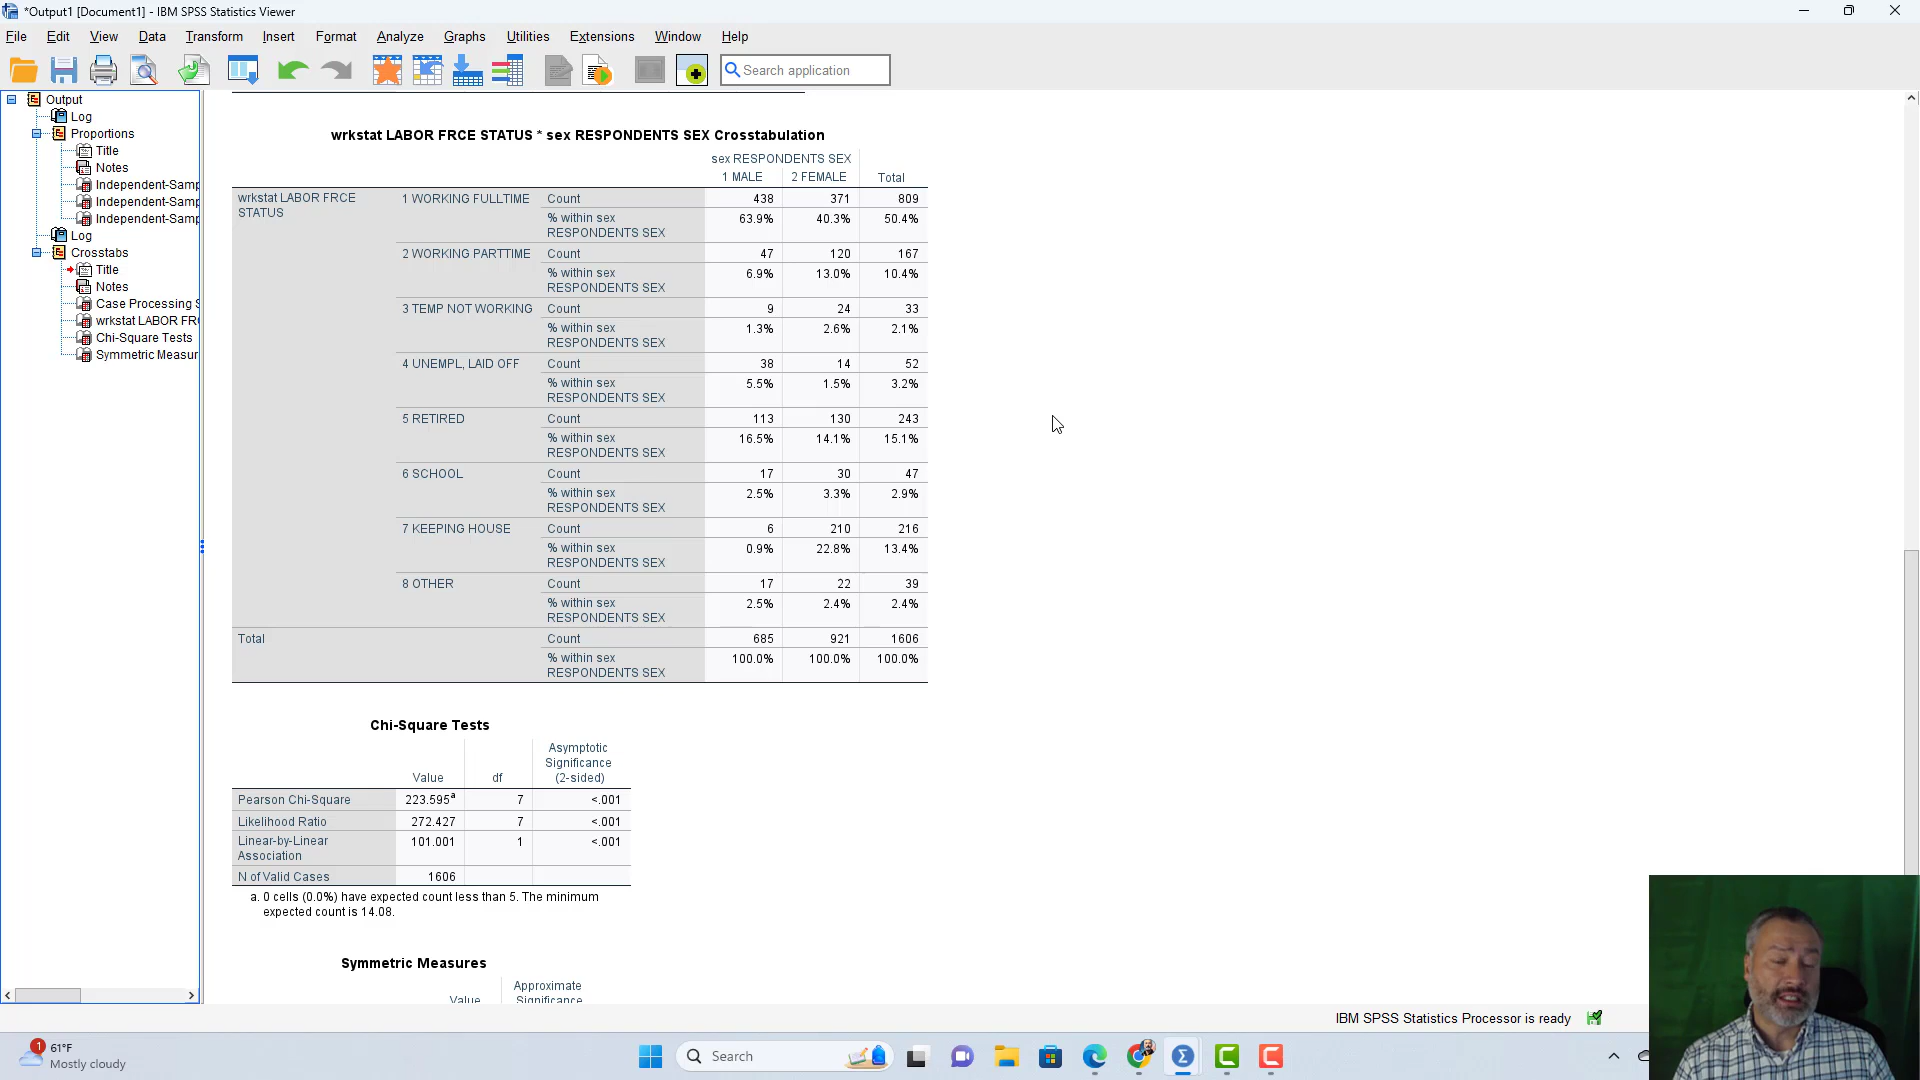 *Output1 [Document1] - IBM SPSS Statistics Viewer
File Edit View Data Transform Insert Format Analyze Graphs Utilities Extensions Window Help
Search application
Output
Log
Proportions
Title
Notes
Independent-Samp
Independent-Samp
Independent-Samp
Log
Crosstabs
Title
Notes
Case Processing S
wrkstat LABOR FR
Chi-Square Tests
Symmetric Measur
wrkstat LABOR FRCE STATUS * sex RESPONDENTS SEX Crosstabulation
sex RESPONDENTS SEX
1 MALE 2 FEMALE Total
wrkstat LABOR FRCE STATUS 1 WORKING FULLTIME Count 438 371 809
% within sex RESPONDENTS SEX 63.9% 40.3% 50.4%
2 WORKING PARTTIME Count 47 120 167
% within sex RESPONDENTS SEX 6.9% 13.0% 10.4%
3 TEMP NOT WORKING Count 9 24 33
% within sex RESPONDENTS SEX 1.3% 2.6% 2.1%
4 UNEMPL, LAID OFF Count 38 14 52
% within sex RESPONDENTS SEX 5.5% 1.5% 3.2%
5 RETIRED Count 113 130 243
% within sex RESPONDENTS SEX 16.5% 14.1% 15.1%
6 SCHOOL Count 17 30 47
% within sex RESPONDENTS SEX 2.5% 3.3% 2.9%
7 KEEPING HOUSE Count 6 210 216
% within sex RESPONDENTS SEX 0.9% 22.8% 13.4%
8 OTHER Count 17 22 39
% within sex RESPONDENTS SEX 2.5% 2.4% 2.4%
Total Count 685 921 1606
% within sex RESPONDENTS SEX 100.0% 100.0% 100.0%
Chi-Square Tests
Value df Asymptotic Significance (2-sided)
Pearson Chi-Square 223.595a 7 <.001
Likelihood Ratio 272.427 7 <.001
Linear-by-Linear Association 101.001 1 <.001
N of Valid Cases 1606
a. 0 cells (0.0%) have expected count less than 5. The minimum
expected count is 14.08.
Symmetric Measures
Value Approximate Significance
IBM SPSS Statistics Processor is ready
1
61°F
Mostly cloudy
Search